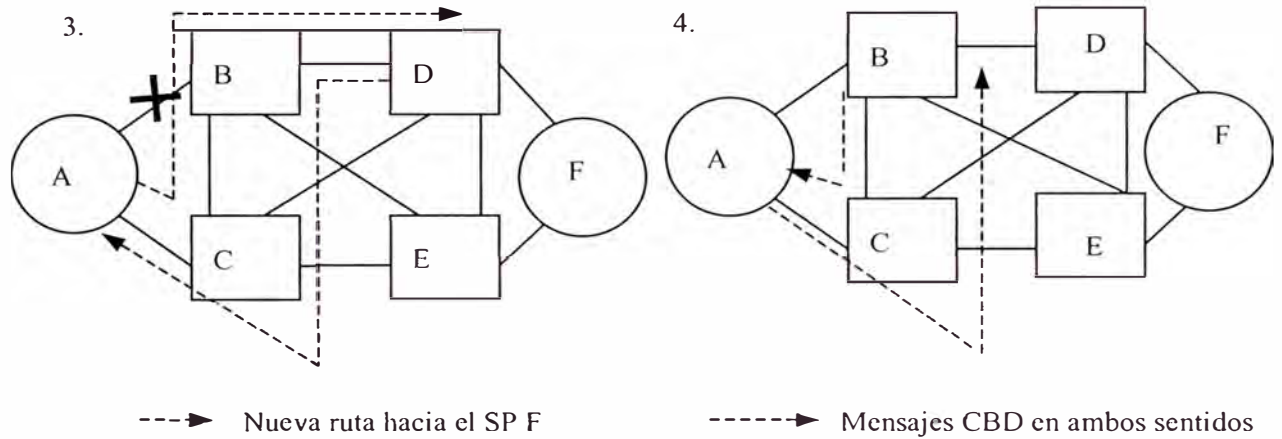 3.
B
D
A
F
C
E
4.
B
D
A
F
C
E
Nueva ruta hacia el SP F
Mensajes CBD en ambos sentidos